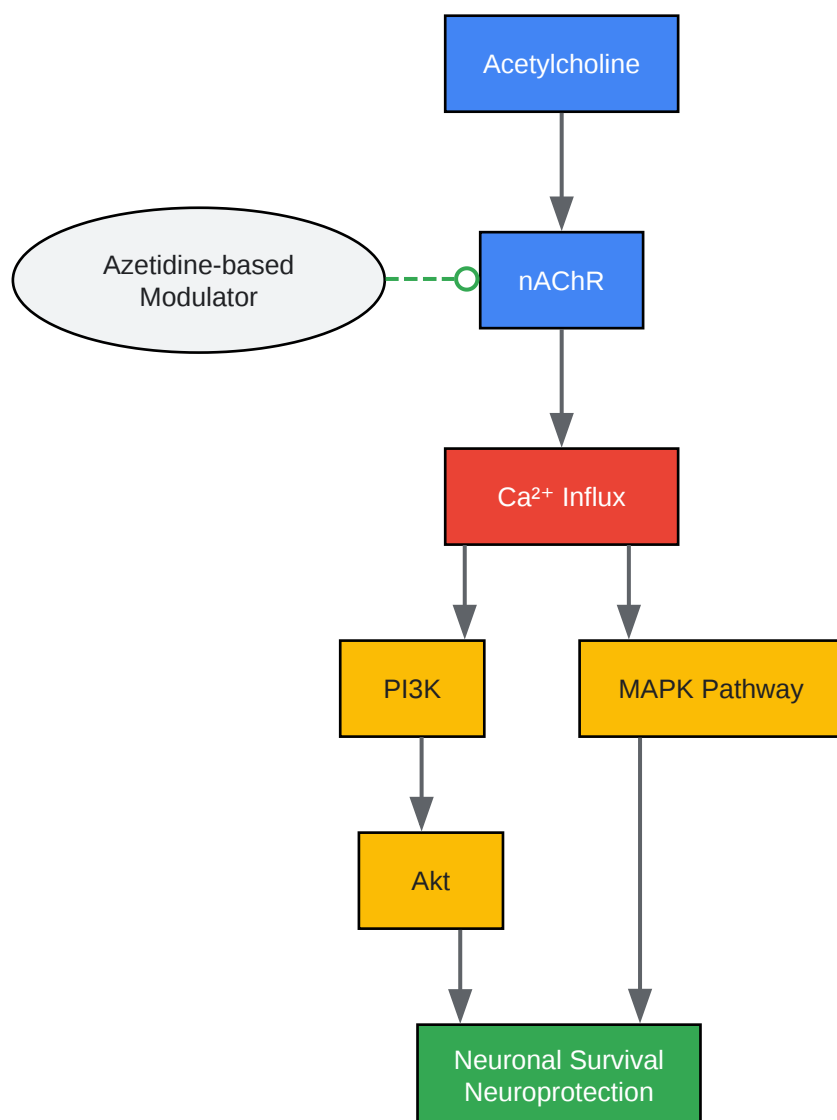 Acetylcholine
Azetidine-based
Modulator
nAChR
Ca²⁺ Influx
PI3K
MAPK Pathway
Akt
Neuronal Survival
Neuroprotection